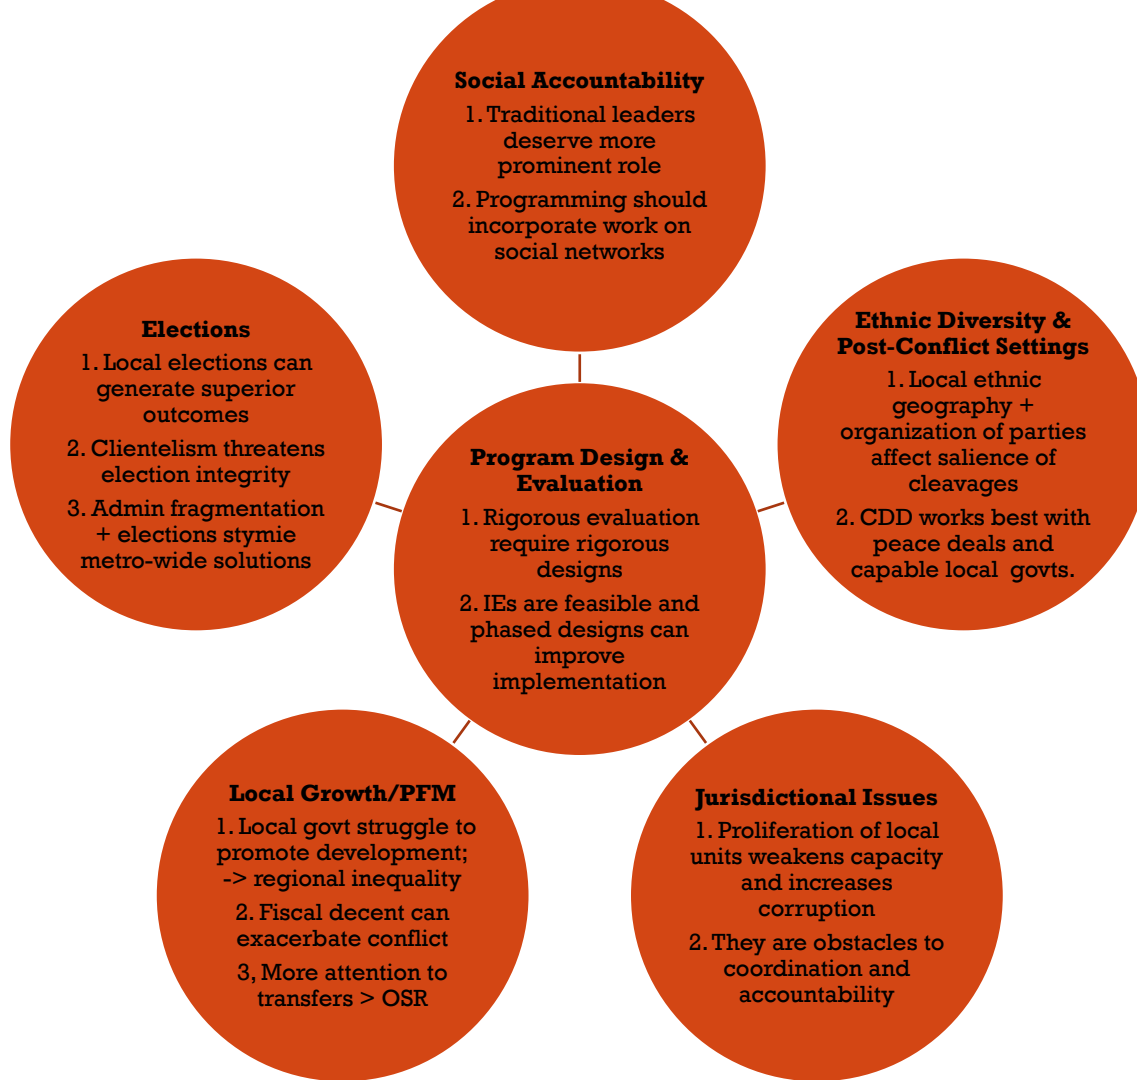 Social Accountability
1. Traditional leaders
deserve more
prominent role
2. Programming should
incorporate work on
social networks
Elections
1. Local elections can
generate superior
outcomes
2. Clientelism threatens
election integrity
3. Admin fragmentation
+ elections stymie
metro-wide solutions
Ethnic Diversity &
Post-Conflict Settings
1. Local ethnic
geography +
organization of parties
affect salience of
cleavages
2. CDD works best with
peace deals and
capable local  govts.
Program Design &
Evaluation
1. Rigorous evaluation
require rigorous
designs
2. IEs are feasible and
phased designs can
improve
implementation
Local Growth/PFM
1. Local govt struggle to
promote development;
-> regional inequality
2. Fiscal decent can
exacerbate conflict
3, More attention to
transfers > OSR
Jurisdictional Issues
1. Proliferation of local
units weakens capacity
and increases
corruption
2. They are obstacles to
coordination and
accountability